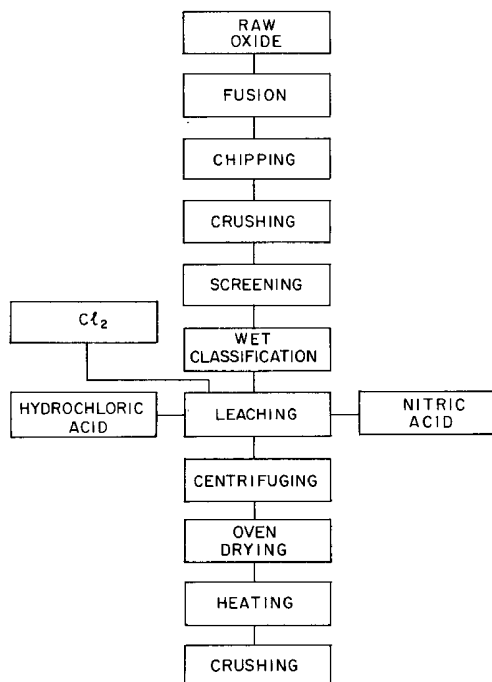 RAW
OXIDE
FUSION
CHIPPING
CRUSHING
SCREENING
Cl₂
WET
CLASSIFICATION
HYDROCHLORIC
ACID
LEACHING
NITRIC
ACID
CENTRIFUGING
OVEN
DRYING
HEATING
CRUSHING